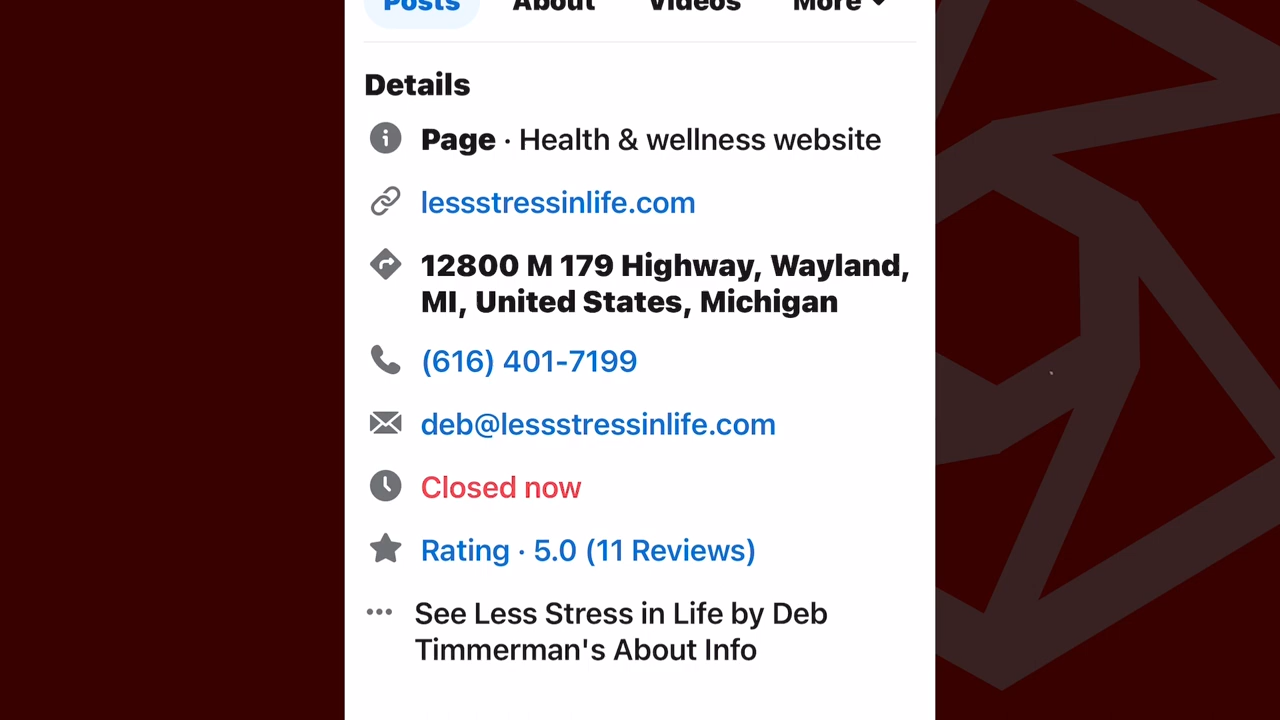 Posts About Videos More
Details
Page · Health & wellness website
lessstressinlife.com
12800 M 179 Highway, Wayland,
MI, United States, Michigan
(616) 401-7199
deb@lessstressinlife.com
Closed now
Rating · 5.0 (11 Reviews)
See Less Stress in Life by Deb
Timmerman's About Info